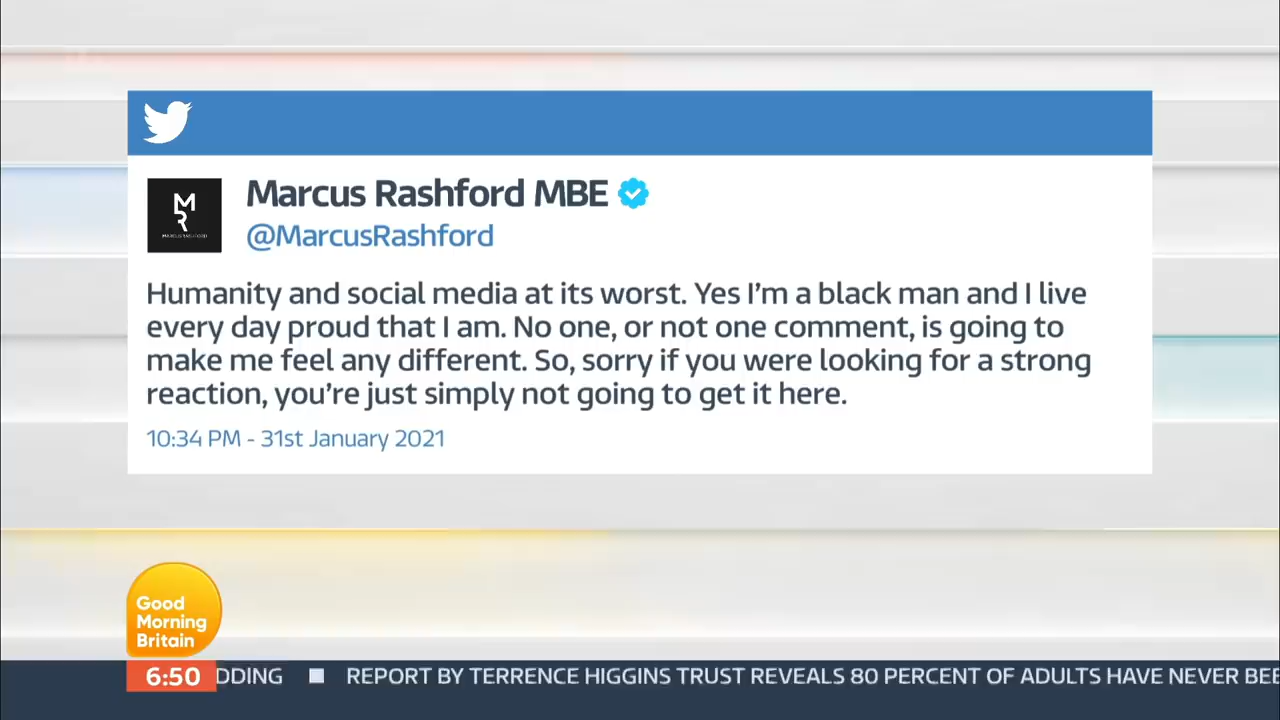 Marcus Rashford MBE
@MarcusRashford
Humanity and social media at its worst. Yes I'm a black man and I live
every day proud that I am. No one, or not one comment, is going to
make me feel any different. So, sorry if you were looking for a strong
reaction, you're just simply not going to get it here.
10:34 PM - 31st January 2021
Good
Morning
Britain
6:50 DDING ■ REPORT BY TERRENCE HIGGINS TRUST REVEALS 80 PERCENT OF ADULTS HAVE NEVER BEE